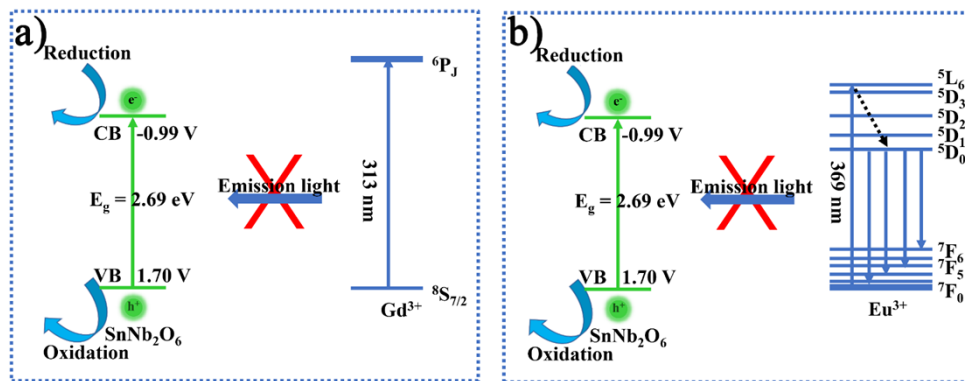 a)
Reduction
e-
CB -0.99 V
Eg = 2.69 eV
VB 1.70 V
h+
SnNb2O6
Oxidation
Emission light
6PJ
313 nm
8S7/2
Gd3+
b)
Reduction
e-
CB -0.99 V
Eg = 2.69 eV
VB 1.70 V
h+
SnNb2O6
Oxidation
Emission light
5L6
5D3
5D2
5D1
5D0
369 nm
7F6
7F5
7F0
Eu3+